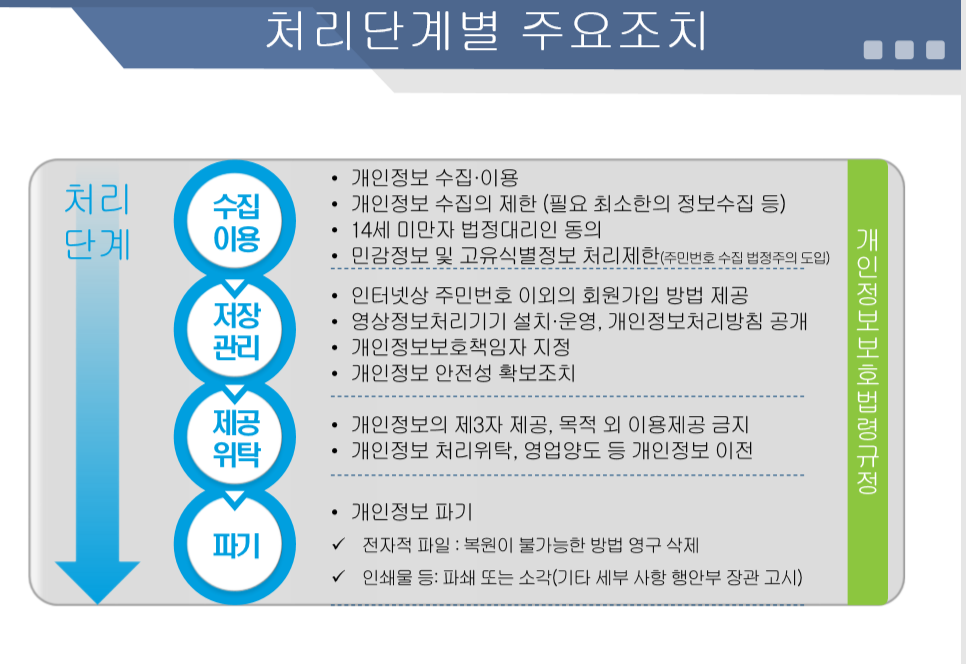 처리단계별 주요조치
처리
단계
수집
이용
• 개인정보 수집·이용
• 개인정보 수집의 제한 (필요 최소한의 정보수집 등)
• 14세 미만자 법정대리인 동의
• 민감정보 및 고유식별정보 처리제한(주민번호 수집 법정주의 도입)
저장
관리
• 인터넷상 주민번호 이외의 회원가입 방법 제공
• 영상정보처리기기 설치·운영, 개인정보처리방침 공개
• 개인정보보호책임자 지정
• 개인정보 안전성 확보조치
제공
위탁
• 개인정보의 제3자 제공, 목적 외 이용제공 금지
• 개인정보 처리위탁, 영업양도 등 개인정보 이전
파기
• 개인정보 파기
✓ 전자적 파일 : 복원이 불가능한 방법 영구 삭제
✓ 인쇄물 등: 파쇄 또는 소각(기타 세부 사항 행안부 장관 고시)
개인정보보호법령규정